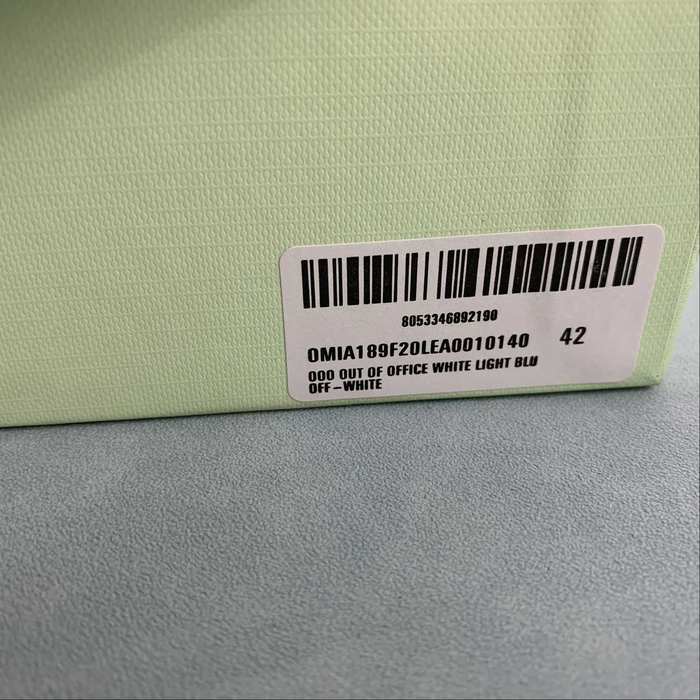 8053346892190
OMIA189F20LEA0010140 42
OOO OUT OF OFFICE WHITE LIGHT BLU
OFF-WHITE